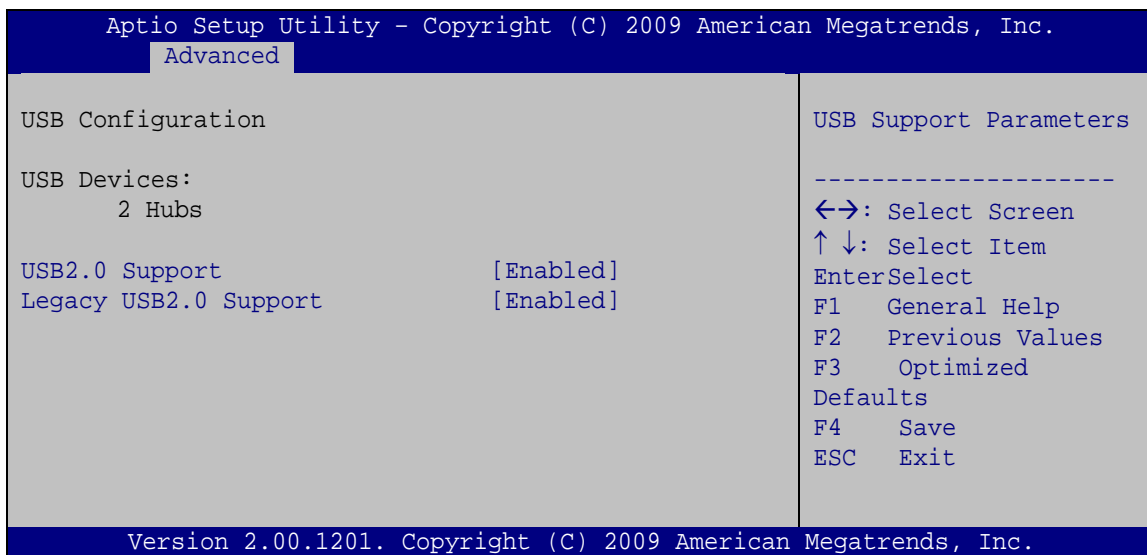 Aptio Setup Utility – Copyright (C) 2009 American Megatrends, Inc.
Advanced
USB Configuration
USB Devices:
2 Hubs
USB2.0 Support [Enabled]
Legacy USB2.0 Support [Enabled]
USB Support Parameters
---------------------
←→: Select Screen
↑ ↓: Select Item
EnterSelect
F1 General Help
F2 Previous Values
F3 Optimized
Defaults
F4 Save
ESC Exit
Version 2.00.1201. Copyright (C) 2009 American Megatrends, Inc.